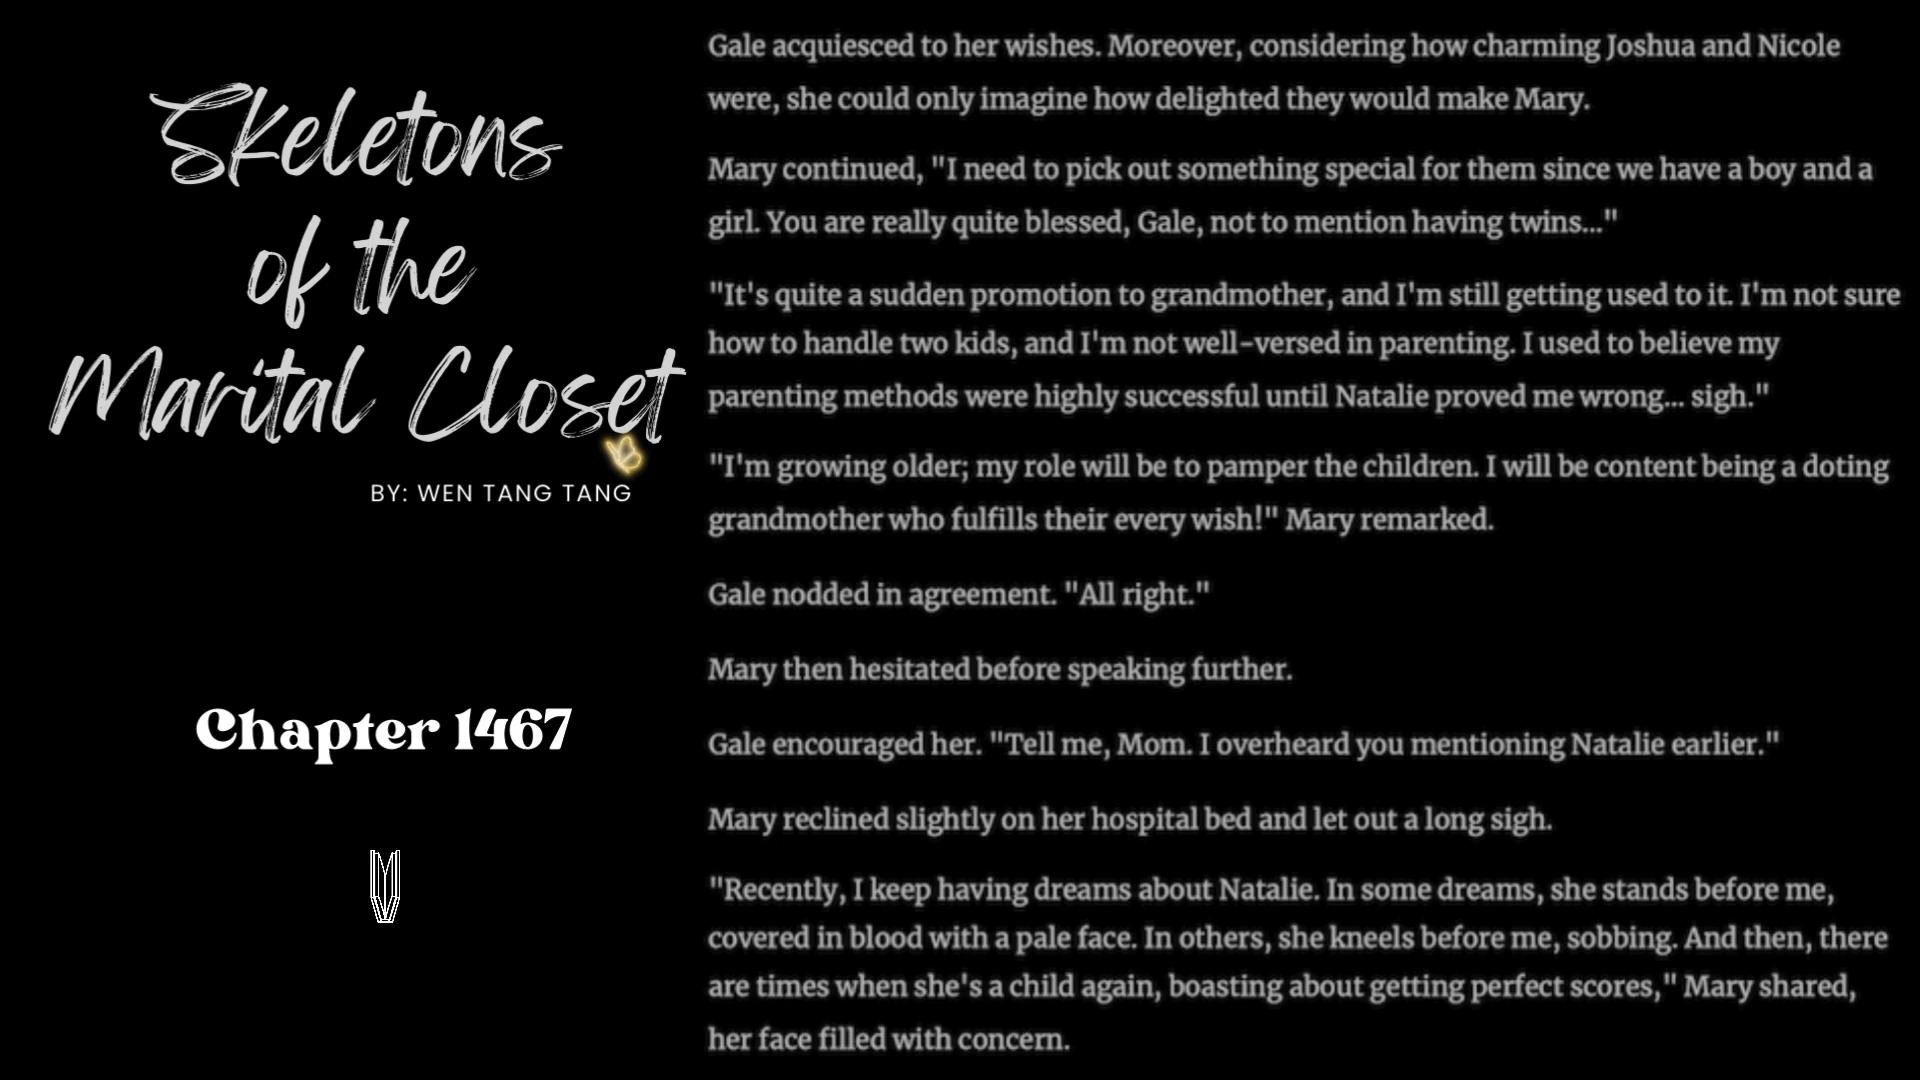 Skeletons
of the
Marital Closet
BY: WEN TANG TANG
Chapter 1467
Gale acquiesced to her wishes. Moreover, considering how charming Joshua and Nicole
were, she could only imagine how delighted they would make Mary.
Mary continued, "I need to pick out something special for them since we have a boy and a
girl. You are really quite blessed, Gale, not to mention having twins..."
"It's quite a sudden promotion to grandmother, and I'm still getting used to it. I'm not sure
how to handle two kids, and I'm not well-versed in parenting. I used to believe my
parenting methods were highly successful until Natalie proved me wrong... sigh."
"I'm growing older; my role will be to pamper the children. I will be content being a doting
grandmother who fulfills their every wish!" Mary remarked.
Gale nodded in agreement. "All right."
Mary then hesitated before speaking further.
Gale encouraged her. "Tell me, Mom. I overheard you mentioning Natalie earlier."
Mary reclined slightly on her hospital bed and let out a long sigh.
"Recently, I keep having dreams about Natalie. In some dreams, she stands before me,
covered in blood with a pale face. In others, she kneels before me, sobbing. And then, there
are times when she's a child again, boasting about getting perfect scores," Mary shared,
her face filled with concern.